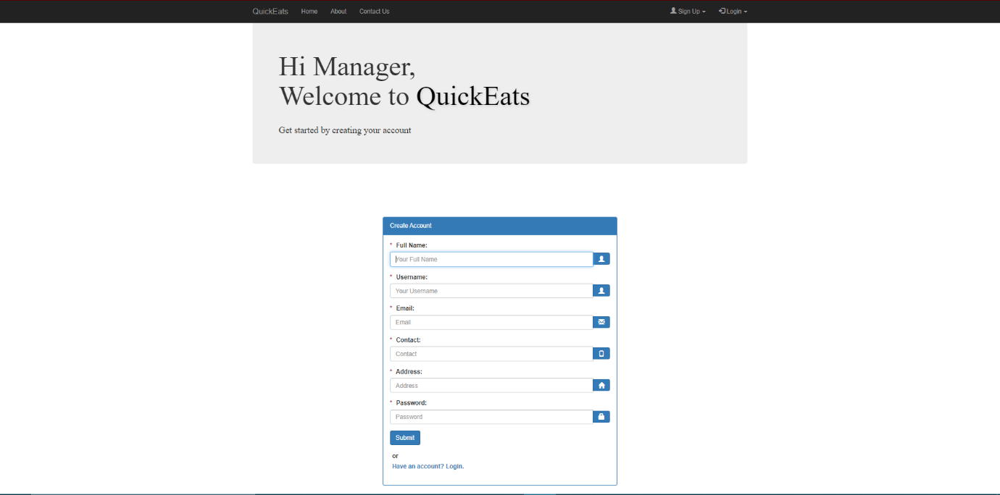 QuickEats Home About Contact Us Sign Up Login
Hi Manager,
Welcome to QuickEats
Get started by creating your account
Create Account
* Full Name:
Your Full Name
* Username:
Your Username
* Email:
Email
* Contact:
Contact
* Address:
Address
* Password:
Password
Submit
or
Have an account? Login.